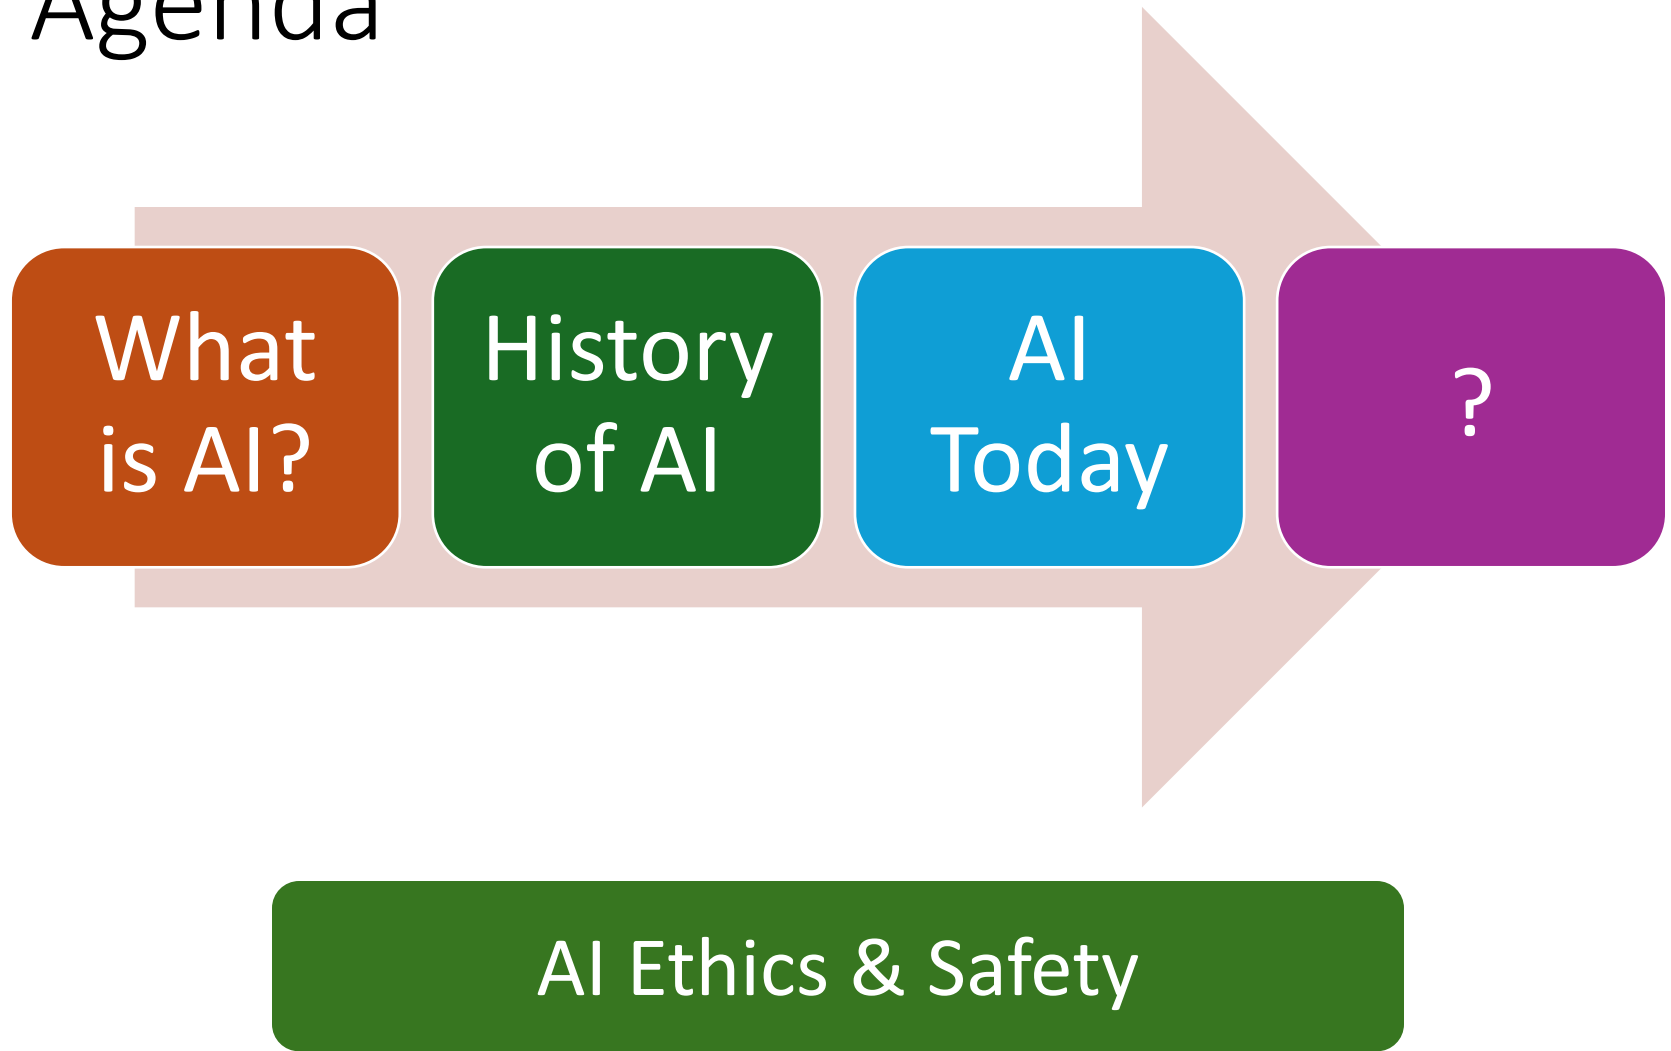 Agenda
What
is AI?
History
of AI
AI
Today
?
AI Ethics & Safety